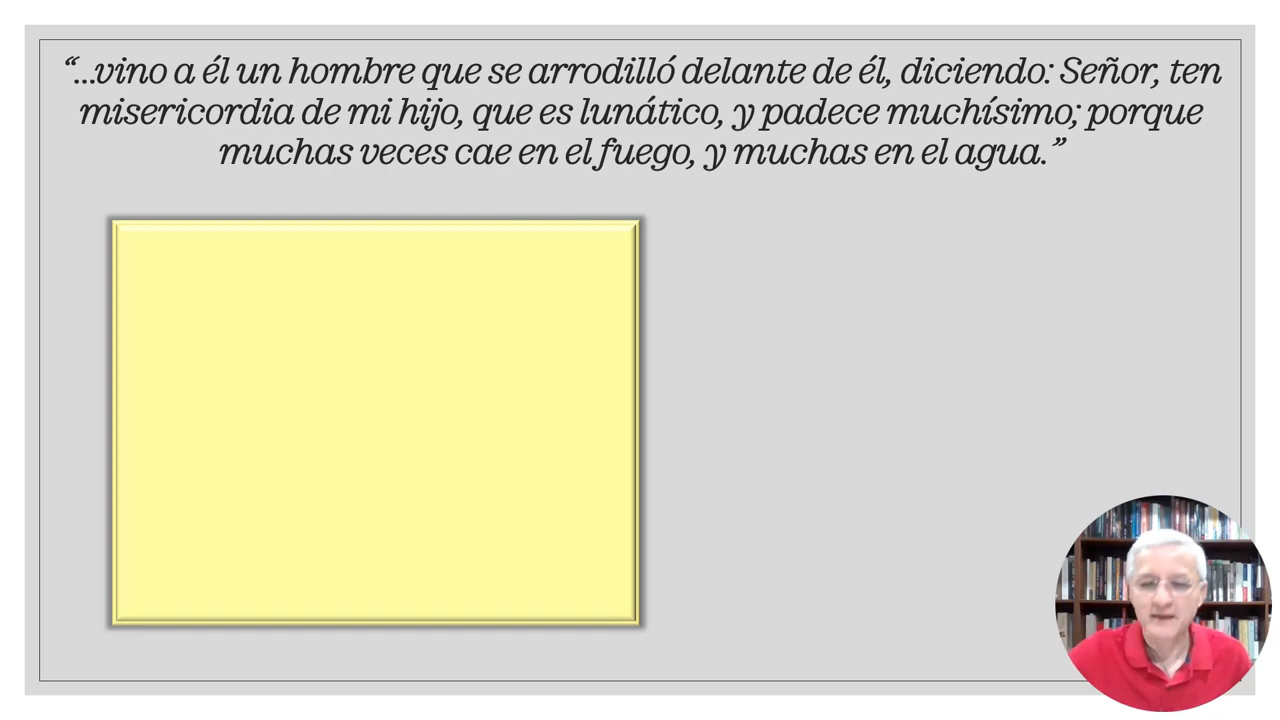 “...vino a él un hombre que se arrodilló delante de él, diciendo: Señor, ten
misericordia de mi hijo, que es lunático, y padece muchísimo; porque
muchas veces cae en el fuego, y muchas en el agua.”